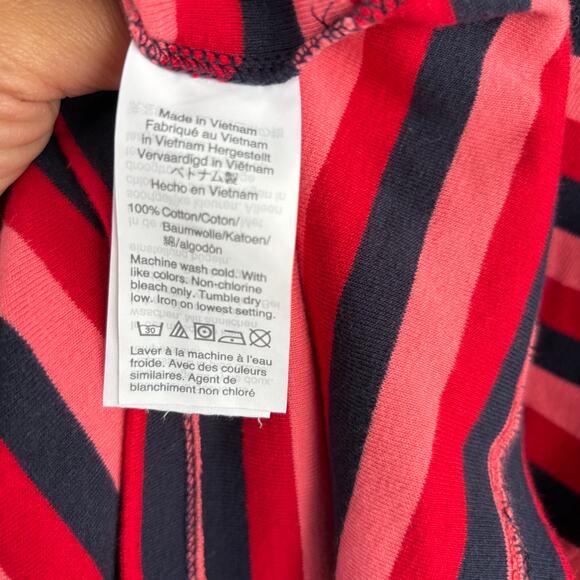 Made in Vietnam
Fabriqué au Vietnam
in Vietnam Hergestellt
Vervaardigd in Viëtnam
ベトナム製
Hecho en Vietnam
100% Cotton/Coton/
Baumwolle/Katoen/
綿/algodón
Machine wash cold. With
like colors. Non-chlorine
bleach only. Tumble dry
low. Iron on lowest setting.
30
Laver à la machine à l'eau
froide. Avec des couleurs
similaires. Agent de
blanchiment non chloré